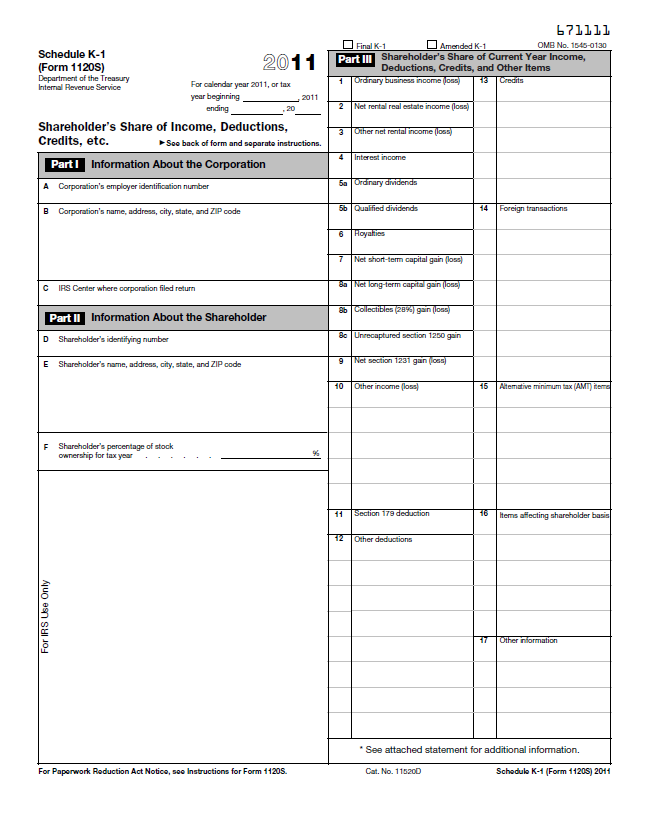 671111
Final K-1
Amended K-1
OMB No. 1545-0130
Schedule K-1
(Form 1120S)
2011
Department of the Treasury
Internal Revenue Service
For calendar year 2011, or tax
year beginning , 2011
ending , 20
Shareholder's Share of Income, Deductions,
Credits, etc.
►See back of form and separate instructions.
Part I Information About the Corporation
A Corporation's employer identification number
B Corporation's name, address, city, state, and ZIP code
C IRS Center where corporation filed return
Part II Information About the Shareholder
D Shareholder's identifying number
E Shareholder's name, address, city, state, and ZIP code
F Shareholder's percentage of stock
ownership for tax year . . . . . . %
For IRS Use Only
Part III Shareholder's Share of Current Year Income,
Deductions, Credits, and Other Items
1 Ordinary business income (loss)
2 Net rental real estate income (loss)
3 Other net rental income (loss)
4 Interest income
5a Ordinary dividends
5b Qualified dividends
6 Royalties
7 Net short-term capital gain (loss)
8a Net long-term capital gain (loss)
8b Collectibles (28%) gain (loss)
8c Unrecaptured section 1250 gain
9 Net section 1231 gain (loss)
10 Other income (loss)
11 Section 179 deduction
12 Other deductions
13 Credits
14 Foreign transactions
15 Alternative minimum tax (AMT) items
16 Items affecting shareholder basis
17 Other information
* See attached statement for additional information.
For Paperwork Reduction Act Notice, see Instructions for Form 1120S.
Cat. No. 11520D
Schedule K-1 (Form 1120S) 2011